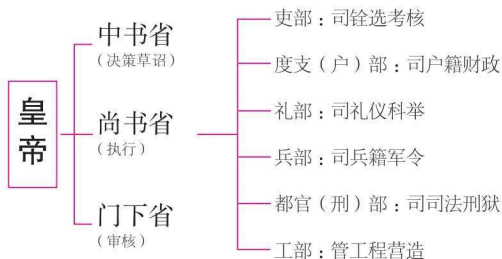 皇帝
中书省
(决策草诏)
尚书省
(执行)
门下省
(审核)
吏部：司铨选考核
度支(户)部：司户籍财政
礼部：司礼仪科举
兵部：司兵籍军令
都官(刑)部：司司法刑狱
工部：管工程营造